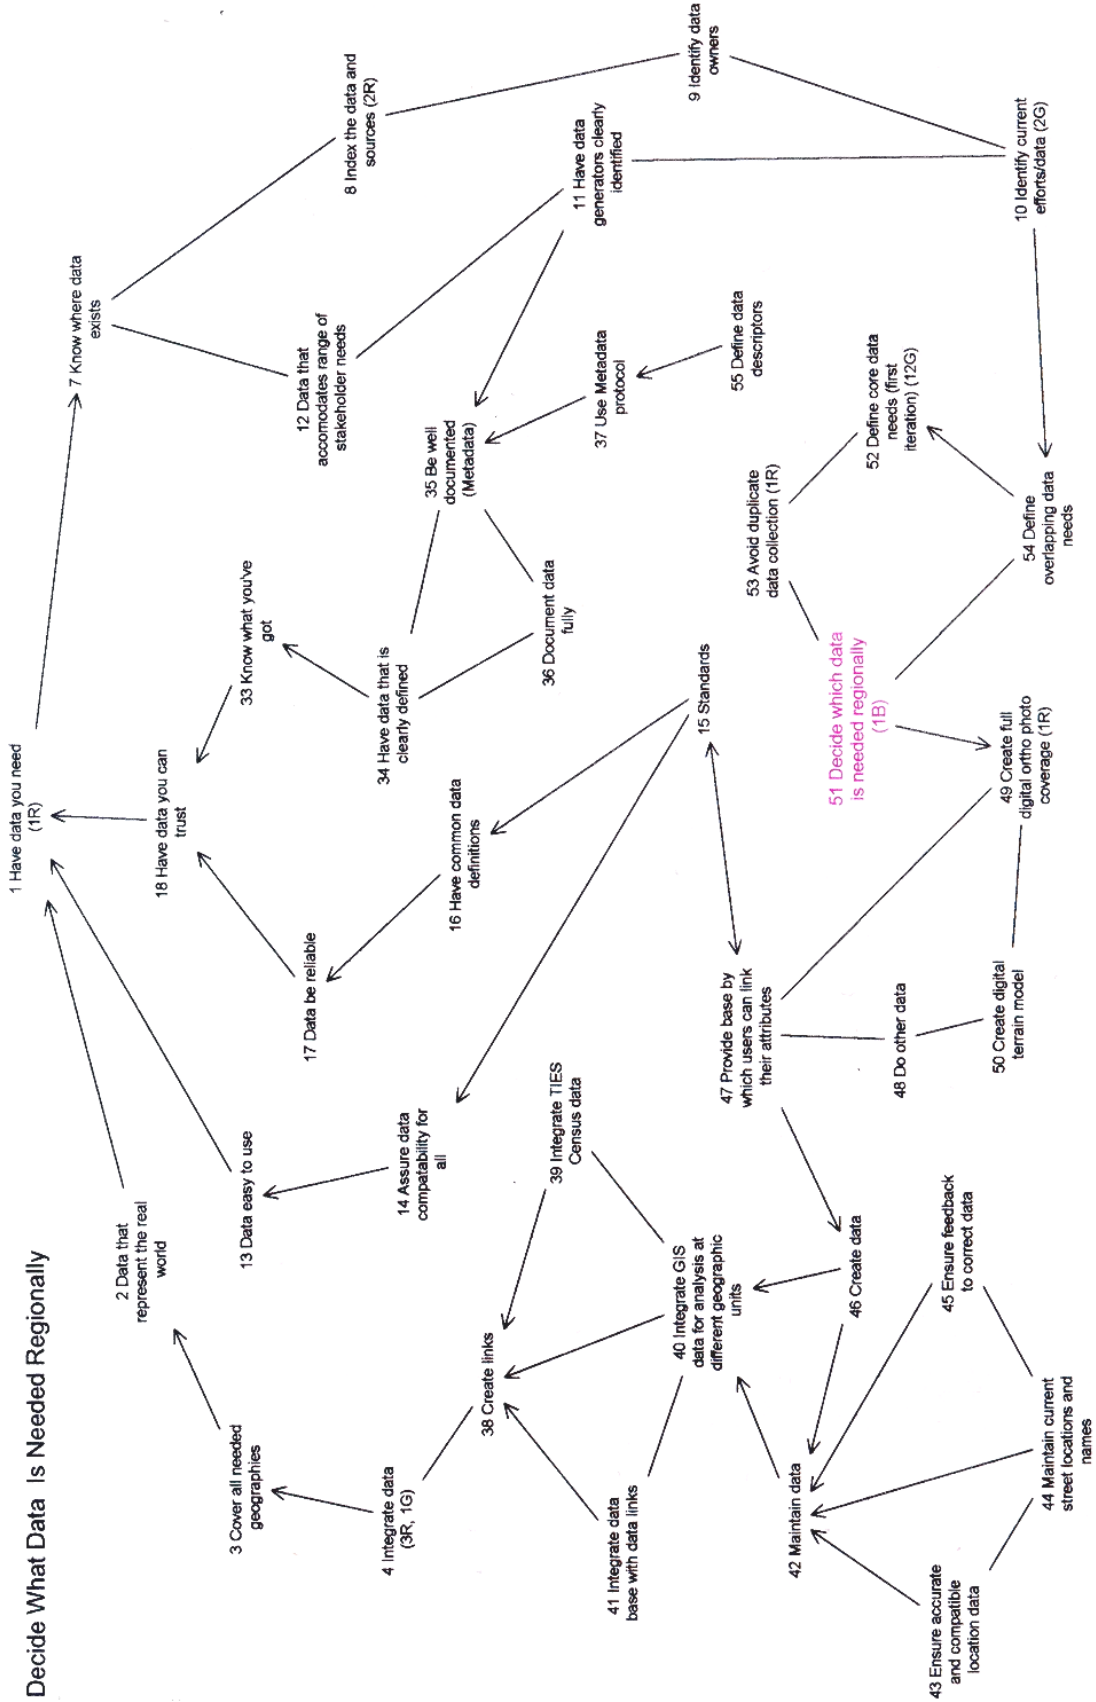 Decide What Data Is Needed Regionally
1 Have data you need
(1R)
7 Know where data
exists
2 Data that
represent the real
world
18 Have data you can
trust
8 Index the data and
sources (2R)
3 Cover all needed
geographies
13 Data easy to use
33 Know what you've
got
12 Data that
accomodates range of
stakeholder needs
17 Data be reliable
4 Integrate data
(3R, 1G)
14 Assure data
compatability for
all
34 Have data that is
clearly defined
35 Be well
documented
(Metadata)
16 Have common data
definitions
38 Create links
39 Integrate TIES
Census data
36 Document data
fully
37 Use Metadata
protocol
11 Have data
generators clearly
identified
41 Integrate data
base with data links
40 Integrate GIS
data for analysis at
different geographic
units
15 Standards
9 Identify data
owners
47 Provide base by
which users can link
their attributes
55 Define data
descriptors
53 Avoid duplicate
data collection (1R)
42 Maintain data
46 Create data
51 Decide which data
is needed regionally
(1B)
52 Define core data
needs (first
iteration) (12G)
48 Do other data
43 Ensure accurate
and compatible
location data
45 Ensure feedback
to correct data
50 Create digital
terrain model
49 Create full
digital ortho photo
coverage (1R)
54 Define
overlapping data
needs
10 Identify current
efforts/data (2G)
44 Maintain current
street locations and
names